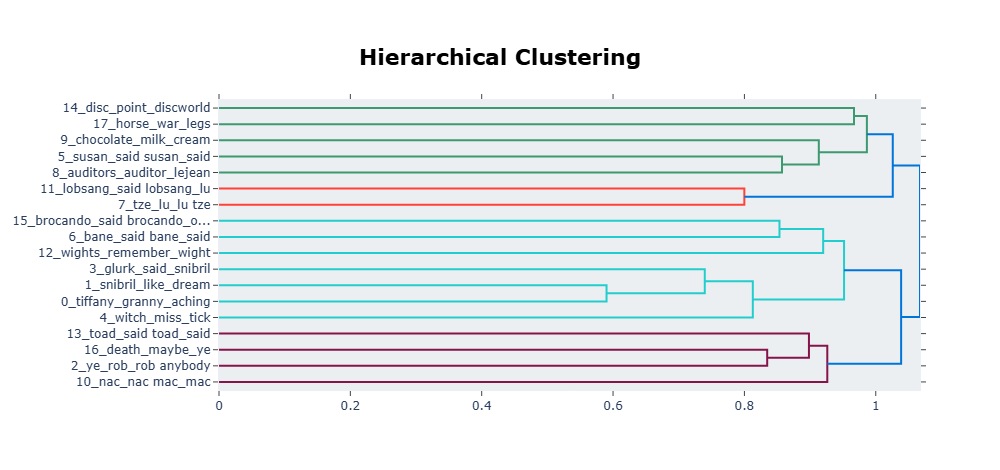 Hierarchical Clustering
14_disc_point_discworld
17_horse_war_legs
9_chocolate_milk_cream
5_susan_said susan_said
8_auditors_auditor_lejean
11_lobsang_said lobsang_lu
7_tze_lu_lu tze
15_brocando_said brocando_o...
6_bane_said bane_said
12_wights_remember_wight
3_glurk_said_snibril
1_snibril_like_dream
0_tiffany_granny_aching
4_witch_miss_tick
13_toad_said toad_said
16_death_maybe_ye
2_ye_rob_rob anybody
10_nac_nac mac_mac
0 0.2 0.4 0.6 0.8 1